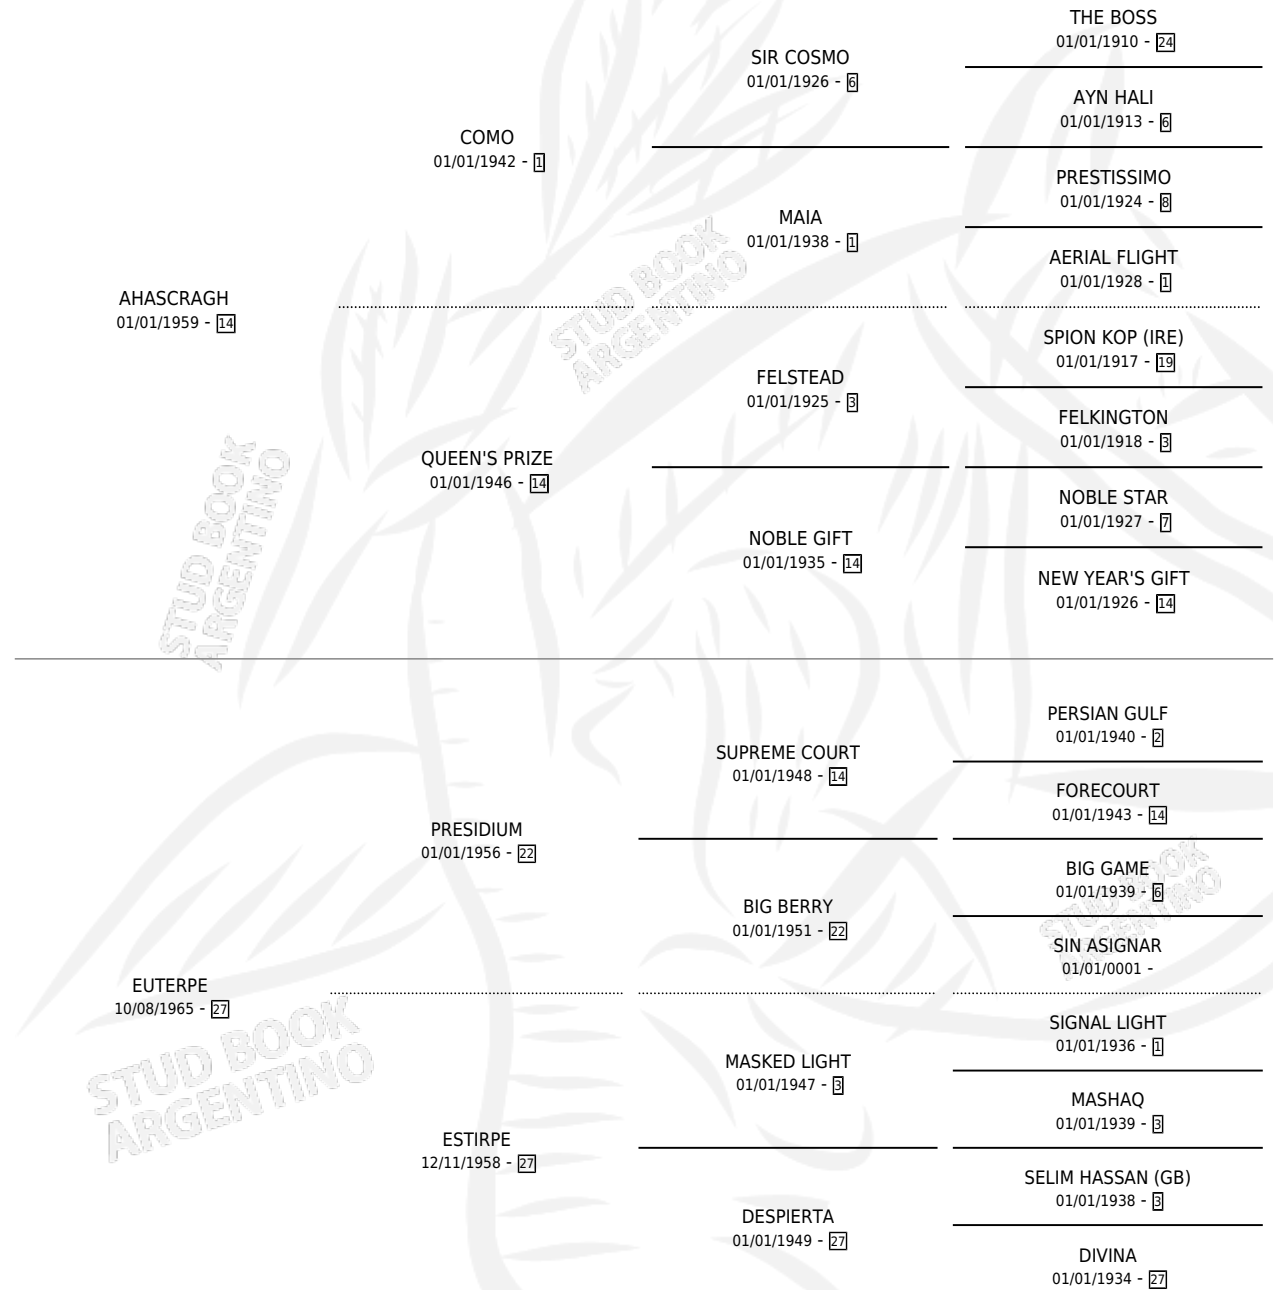 THE BOSS
01/01/1910 - 24
SIR COSMO
01/01/1926 - 6
AYN HALI
01/01/1913 - 6
COMO
01/01/1942 - 1
PRESTISSIMO
01/01/1924 - 8
MAIA
01/01/1938 - 1
AERIAL FLIGHT
01/01/1928 - 1
AHASCRAGH
01/01/1959 - 14
SPION KOP (IRE)
01/01/1917 - 19
FELSTEAD
01/01/1925 - 3
FELKINGTON
01/01/1918 - 3
QUEEN'S PRIZE
01/01/1946 - 14
NOBLE STAR
01/01/1927 - 7
NOBLE GIFT
01/01/1935 - 14
NEW YEAR'S GIFT
01/01/1926 - 14
STUD BOOK
ARGENTINO
STUD BOOK
ARGENTINO
PERSIAN GULF
01/01/1940 - 2
SUPREME COURT
01/01/1948 - 14
FORECOURT
01/01/1943 - 14
PRESIDIUM
01/01/1956 - 22
BIG GAME
01/01/1939 - 6
BIG BERRY
01/01/1951 - 22
SIN ASIGNAR
01/01/0001 -
STUD BOOK
ARGENTINO
EUTERPE
10/08/1965 - 27
SIGNAL LIGHT
01/01/1936 - 1
MASKED LIGHT
01/01/1947 - 3
MASHAQ
01/01/1939 - 3
STUD BOOK
ARGENTINO
ESTIRPE
12/11/1958 - 27
SELIM HASSAN (GB)
01/01/1938 - 3
DESPIERTA
01/01/1949 - 27
DIVINA
01/01/1934 - 27